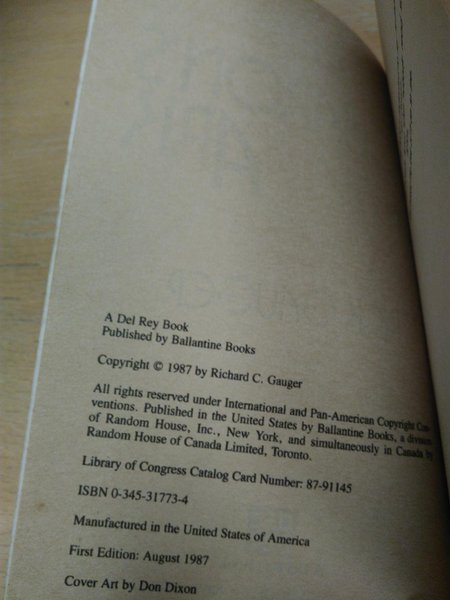 A Del Rey Book
Published by Ballantine Books
Copyright © 1987 by Richard C. Gauger
All rights reserved under International and Pan-American Copyright Con-
ventions. Published in the United States by Ballantine Books, a division
of Random House, Inc., New York, and simultaneously in Canada by
Random House of Canada Limited, Toronto.
Library of Congress Catalog Card Number: 87-91145
ISBN 0-345-31773-4
Manufactured in the United States of America
First Edition: August 1987
Cover Art by Don Dixon